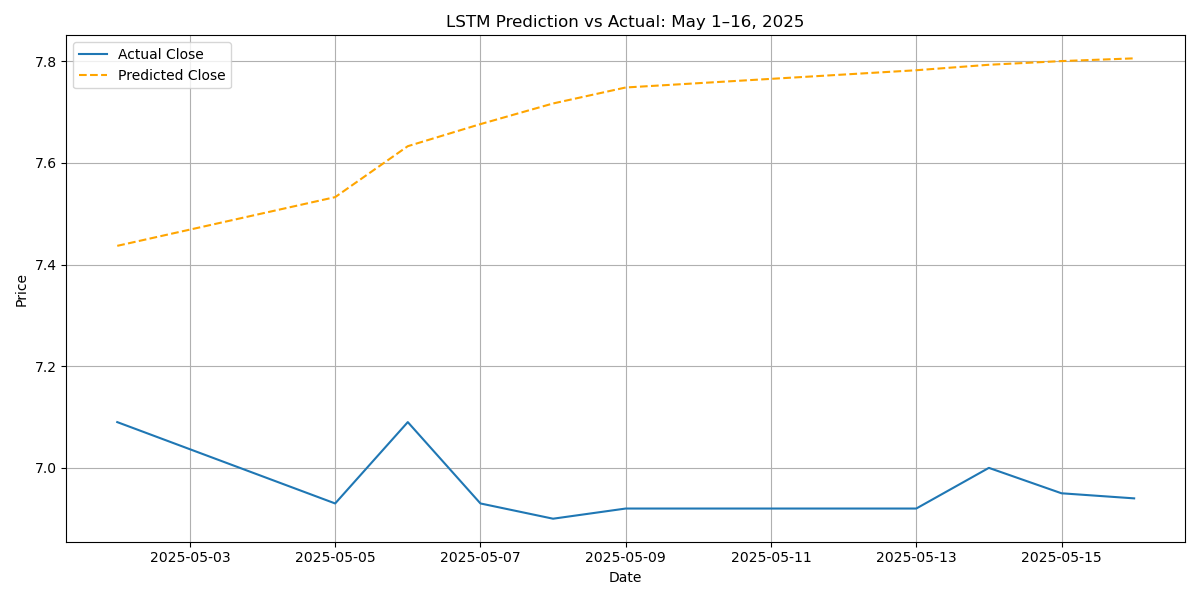 LSTM Prediction vs Actual: May 1–16, 2025
Actual Close
Predicted Close
7.8
7.6
7.4
7.2
7.0
Price
2025-05-03
2025-05-05
2025-05-07
2025-05-09
2025-05-11
2025-05-13
2025-05-15
Date